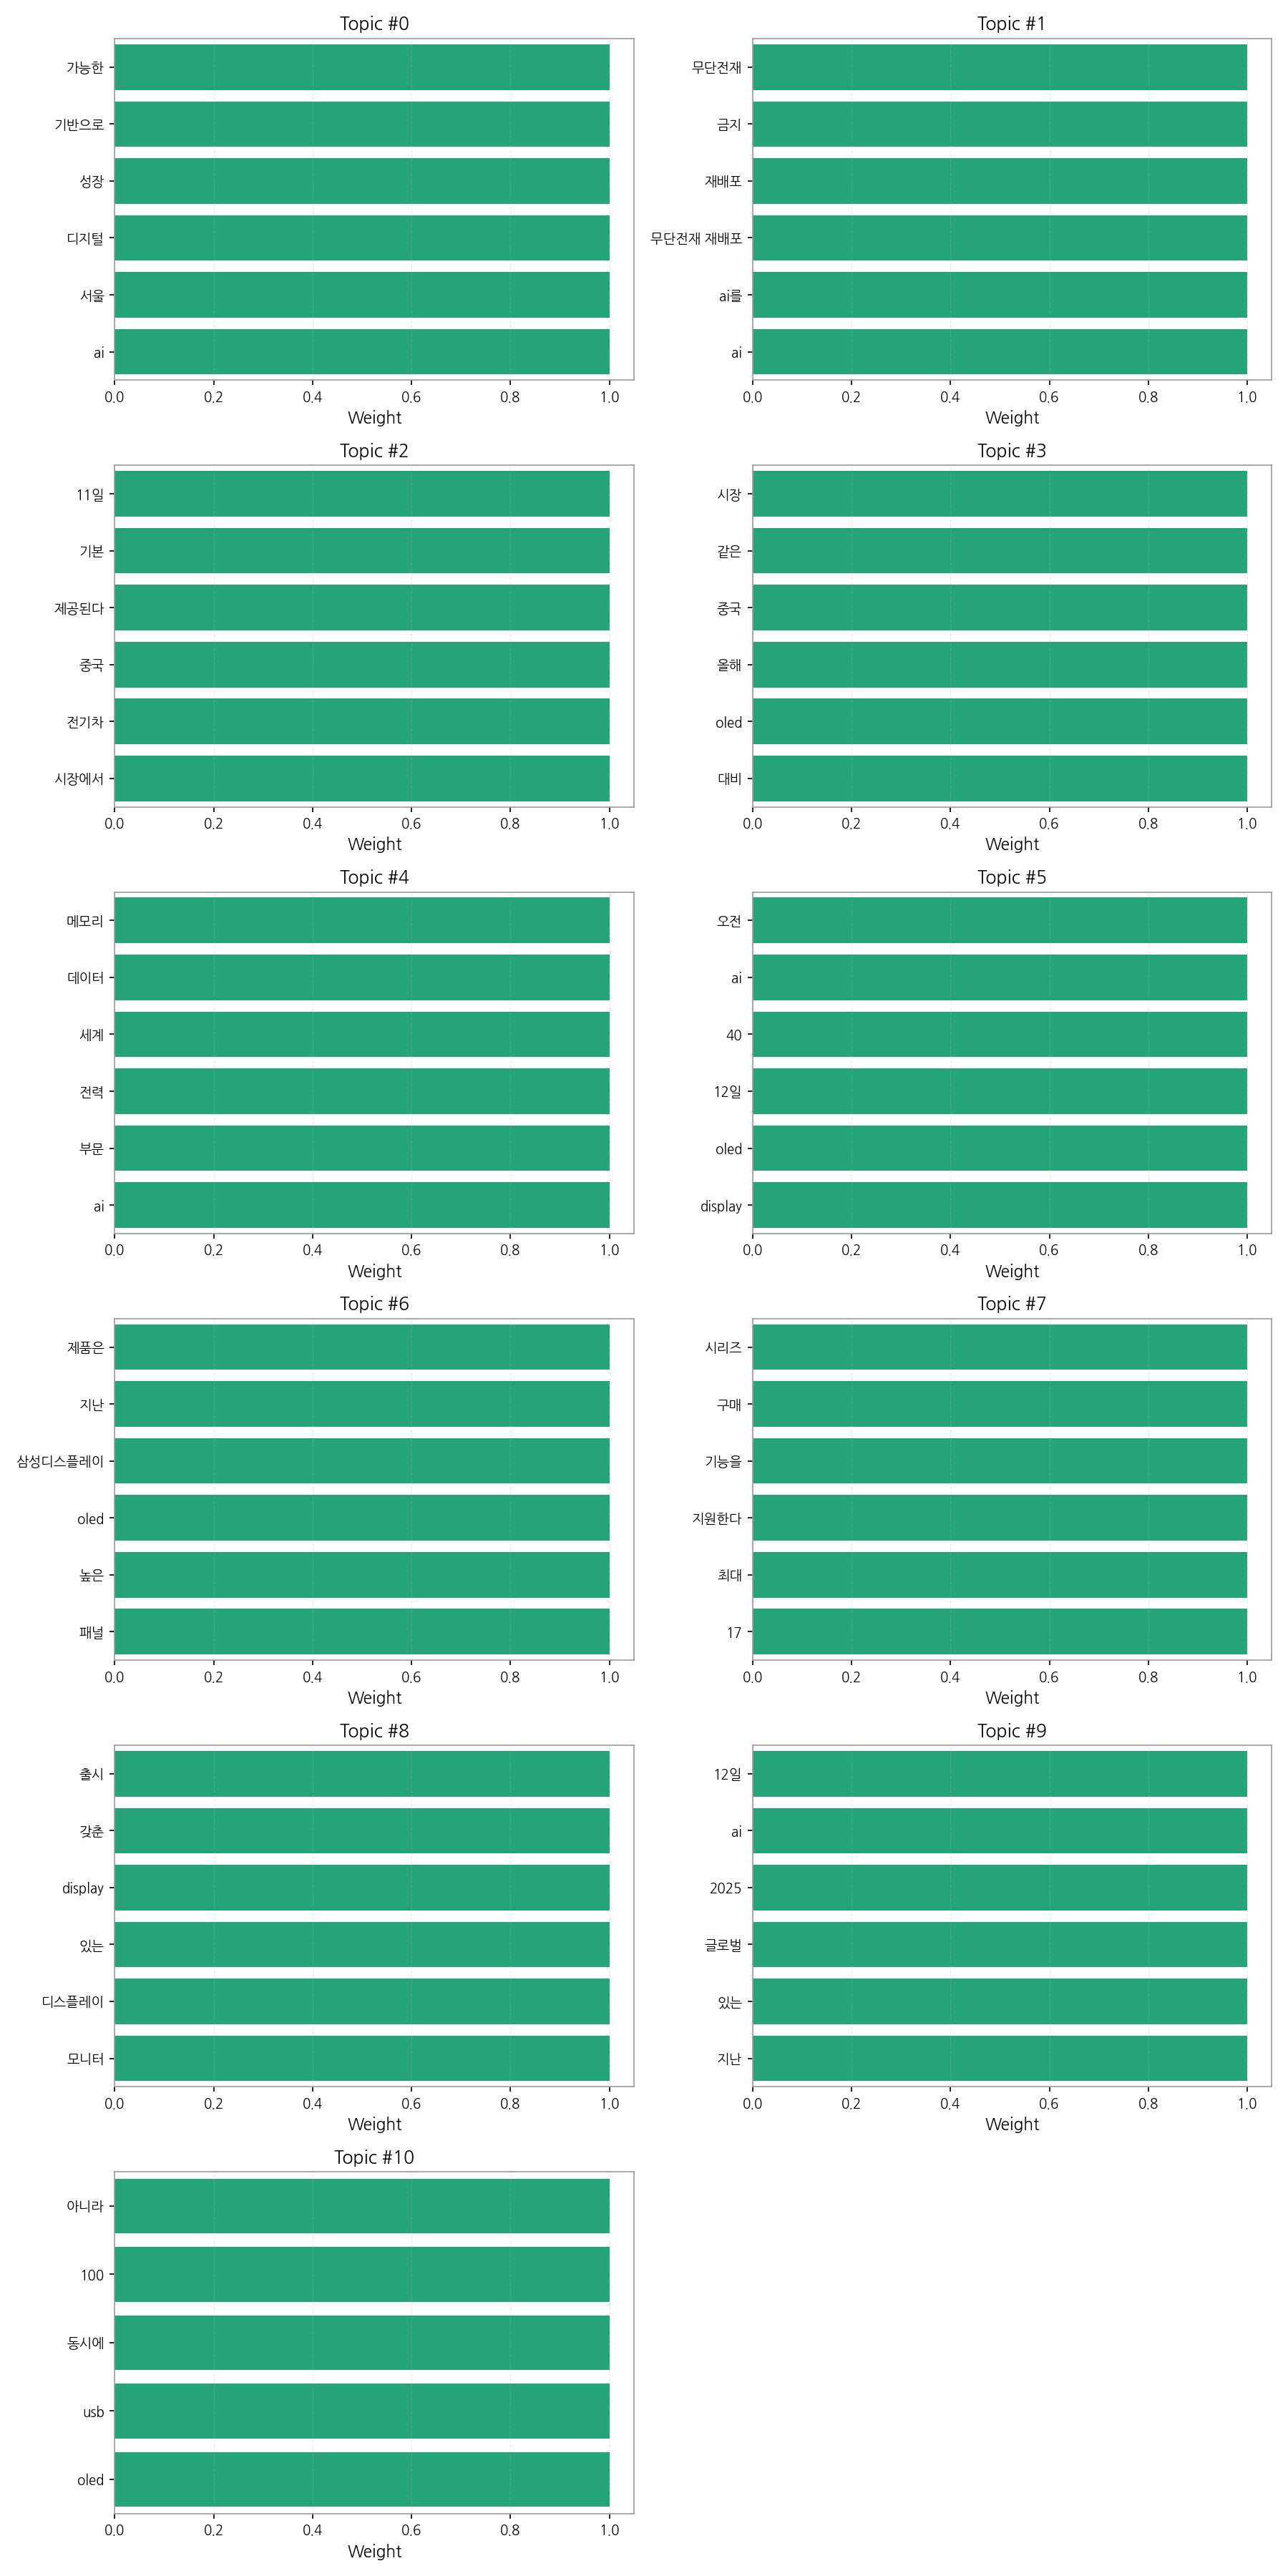 Topic #0
가능한
기반으로
성장
디지털
서울
ai
0.0 0.2 0.4 0.6 0.8 1.0
Weight
Topic #1
무단전재
금지
재배포
무단전재 재배포
ai를
ai
0.0 0.2 0.4 0.6 0.8 1.0
Weight
Topic #2
11일
기본
제공된다
중국
전기차
시장에서
0.0 0.2 0.4 0.6 0.8 1.0
Weight
Topic #3
시장
같은
중국
올해
oled
대비
0.0 0.2 0.4 0.6 0.8 1.0
Weight
Topic #4
메모리
데이터
세계
전력
부문
ai
0.0 0.2 0.4 0.6 0.8 1.0
Weight
Topic #5
오전
ai
40
12일
oled
display
0.0 0.2 0.4 0.6 0.8 1.0
Weight
Topic #6
제품은
지난
삼성디스플레이
oled
높은
패널
0.0 0.2 0.4 0.6 0.8 1.0
Weight
Topic #7
시리즈
구매
기능을
지원한다
최대
17
0.0 0.2 0.4 0.6 0.8 1.0
Weight
Topic #8
출시
갖춘
display
있는
디스플레이
모니터
0.0 0.2 0.4 0.6 0.8 1.0
Weight
Topic #9
12일
ai
2025
글로벌
있는
지난
0.0 0.2 0.4 0.6 0.8 1.0
Weight
Topic #10
아니라
100
동시에
usb
oled
0.0 0.2 0.4 0.6 0.8 1.0
Weight